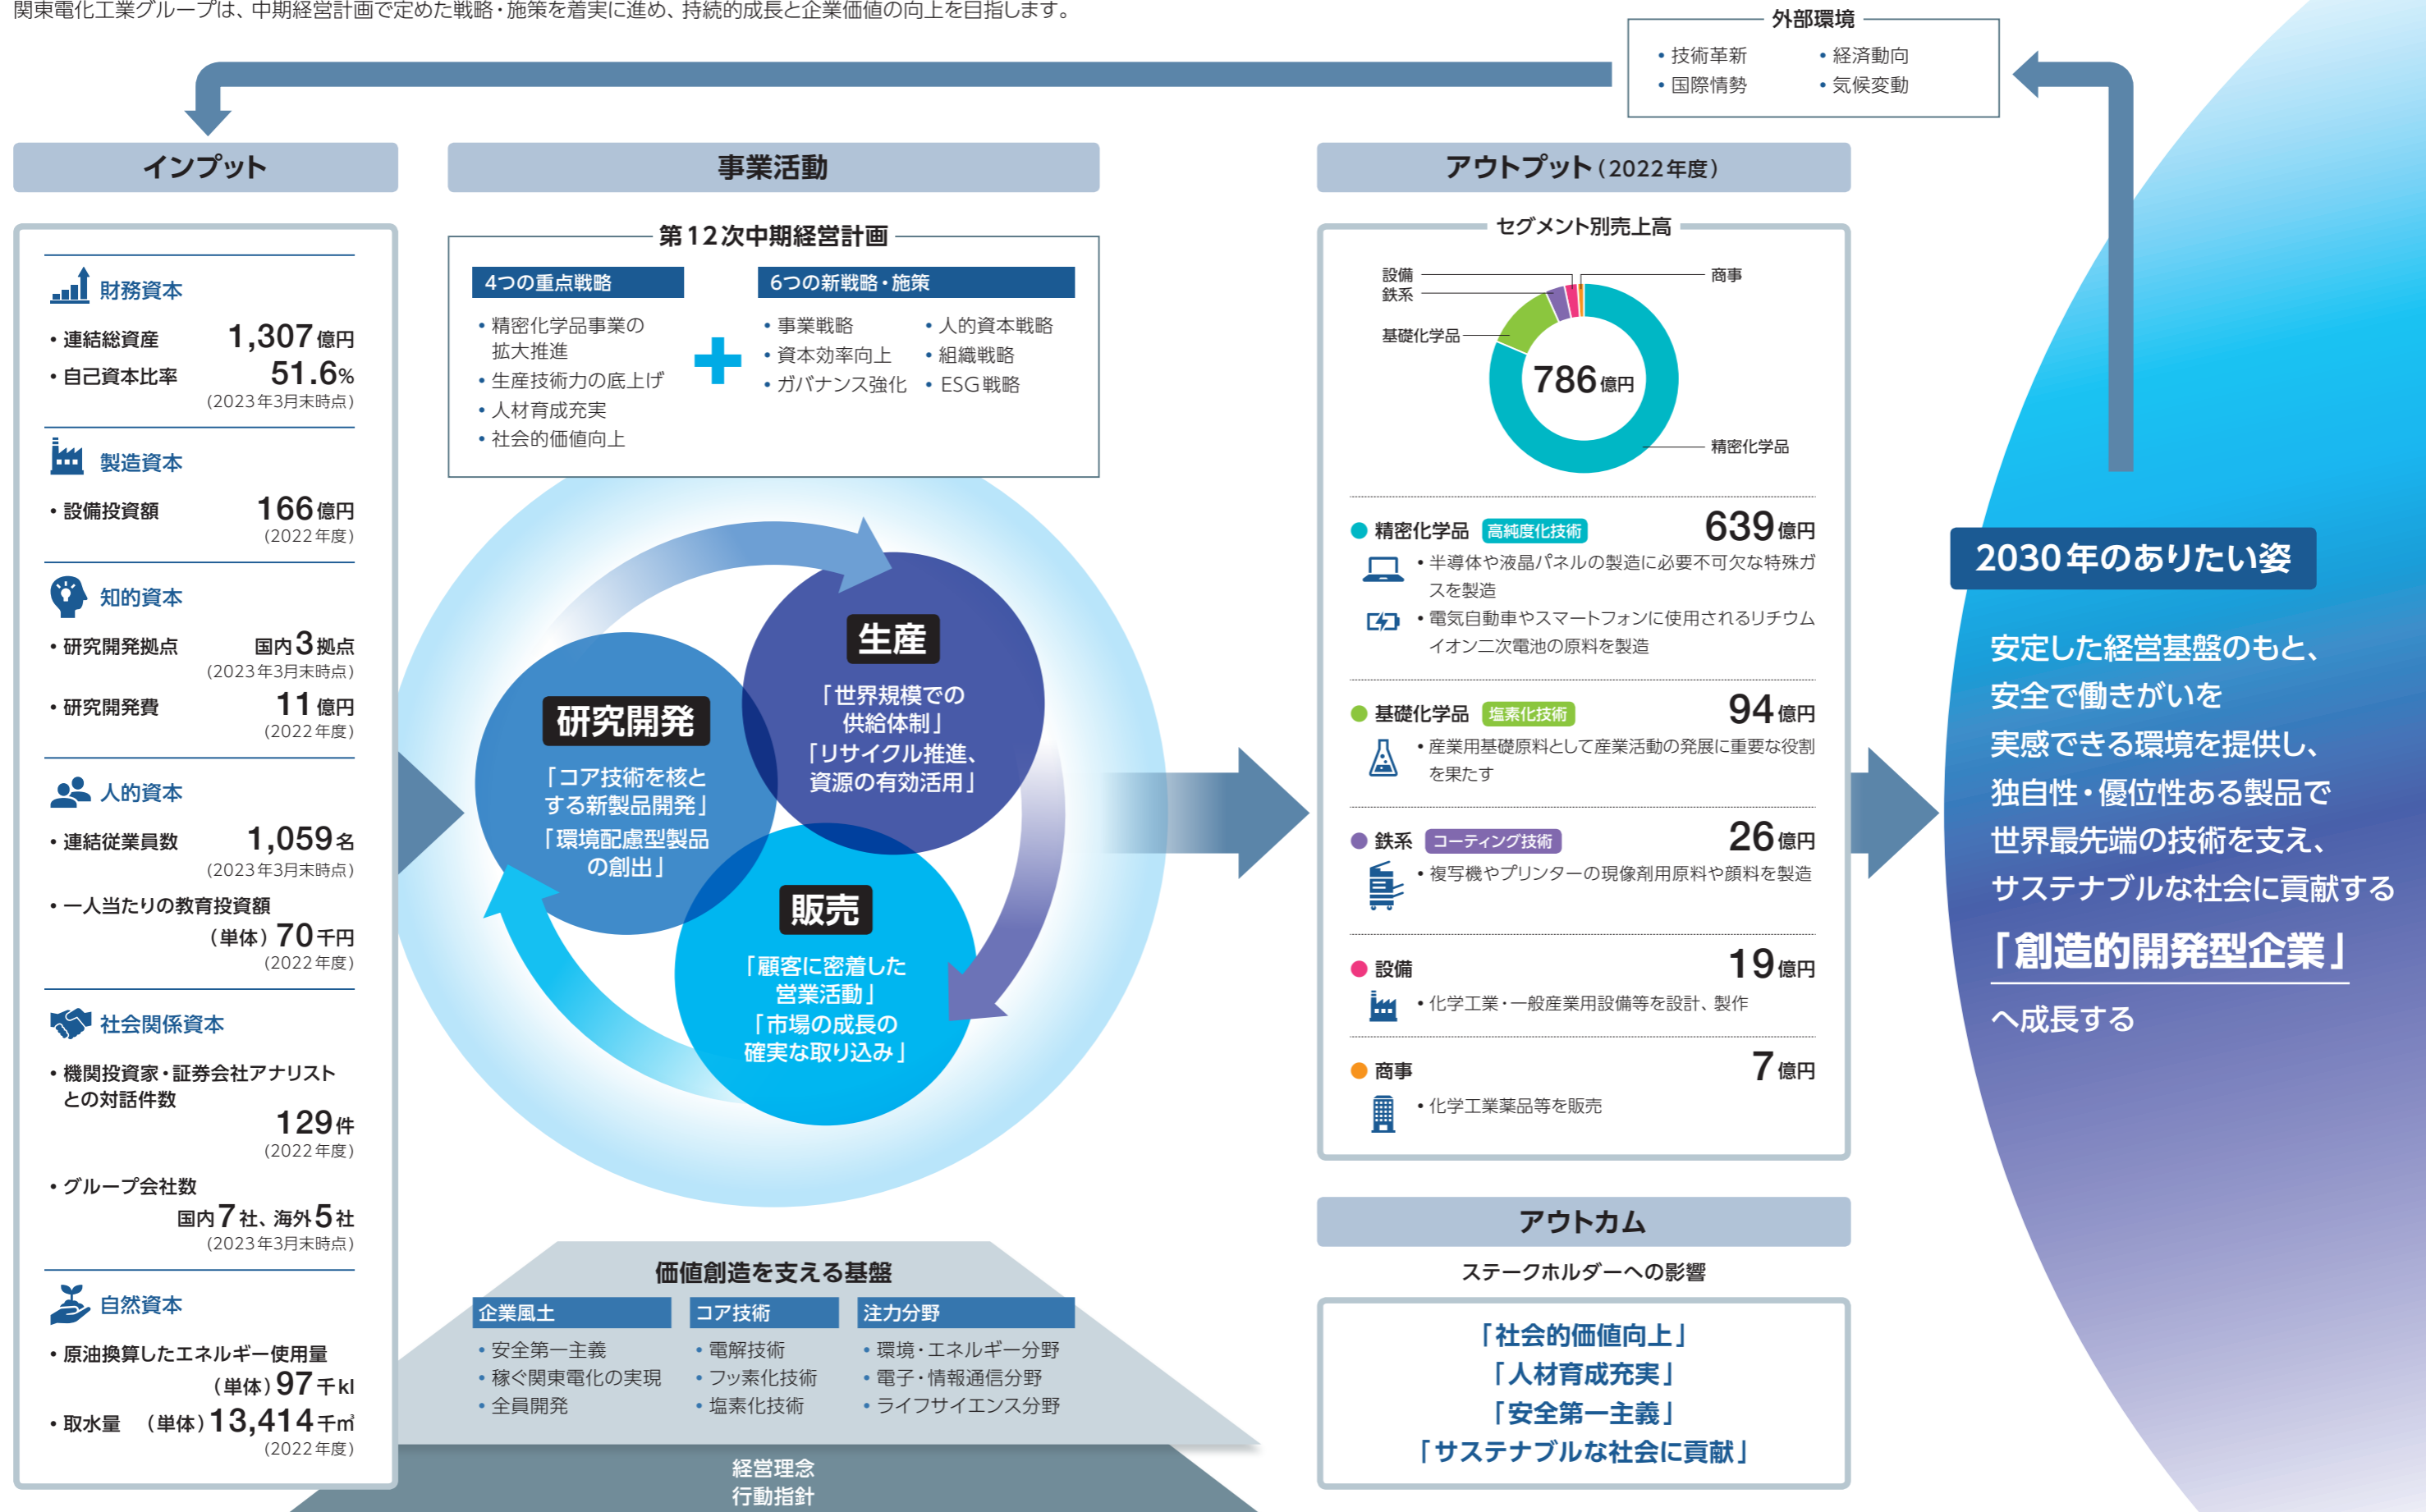 関東電化工業グループは、中期経営計画で定めた戦略・施策を着実に進め、持続的成長と企業価値の向上を目指します。
外部環境
・技術革新
・経済動向
・国際情勢
・気候変動
インプット
財務資本
・連結総資産 1,307億円
・自己資本比率 51.6%
(2023年3月末時点)
製造資本
・設備投資額 166億円
(2022年度)
知的資本
・研究開発拠点 国内3拠点
(2023年3月末時点)
・研究開発費 11億円
(2022年度)
人的資本
・連結従業員数 1,059名
(2023年3月末時点)
・一人当たりの教育投資額
(単体)70千円
(2022年度)
社会関係資本
・機関投資家・証券会社アナリスト
との対話件数
129件
(2022年度)
・グループ会社数
国内7社、海外5社
(2023年3月末時点)
自然資本
・原油換算したエネルギー使用量
(単体)97千kl
・取水量 (単体)13,414千㎥
(2022年度)
事業活動
第12次中期経営計画
4つの重点戦略
・精密化学品事業の
拡大推進
・生産技術力の底上げ
・人材育成充実
・社会的価値向上
6つの新戦略・施策
・事業戦略
・資本効率向上
・ガバナンス強化
・人的資本戦略
・組織戦略
・ESG戦略
生産
「世界規模での
供給体制」
「リサイクル推進、
資源の有効活用」
研究開発
「コア技術を核と
する新製品開発」
「環境配慮型製品
の創出」
販売
「顧客に密着した
営業活動」
「市場の成長の
確実な取り込み」
価値創造を支える基盤
企業風土
・安全第一主義
・稼ぐ関東電化の実現
・全員開発
コア技術
・電解技術
・フッ素化技術
・塩素化技術
注力分野
・環境・エネルギー分野
・電子・情報通信分野
・ライフサイエンス分野
経営理念
行動指針
アウトプット(2022年度)
セグメント別売上高
設備
鉄系
基礎化学品
商事
786億円
精密化学品
精密化学品 高純度化技術 639億円
・半導体や液晶パネルの製造に必要不可欠な特殊ガ
スを製造
・電気自動車やスマートフォンに使用されるリチウム
イオン二次電池の原料を製造
基礎化学品 塩素化技術 94億円
・産業用基礎原料として産業活動の発展に重要な役割
を果たす
鉄系 コーティング技術 26億円
・複写機やプリンターの現像剤用原料や顔料を製造
設備 19億円
・化学工業・一般産業用設備等を設計、製作
商事 7億円
・化学工業薬品等を販売
アウトカム
ステークホルダーへの影響
「社会的価値向上」
「人材育成充実」
「安全第一主義」
「サステナブルな社会に貢献」
2030年のありたい姿
安定した経営基盤のもと、
安全で働きがいを
実感できる環境を提供し、
独自性・優位性ある製品で
世界最先端の技術を支え、
サステナブルな社会に貢献する
「創造的開発型企業」
へ成長する